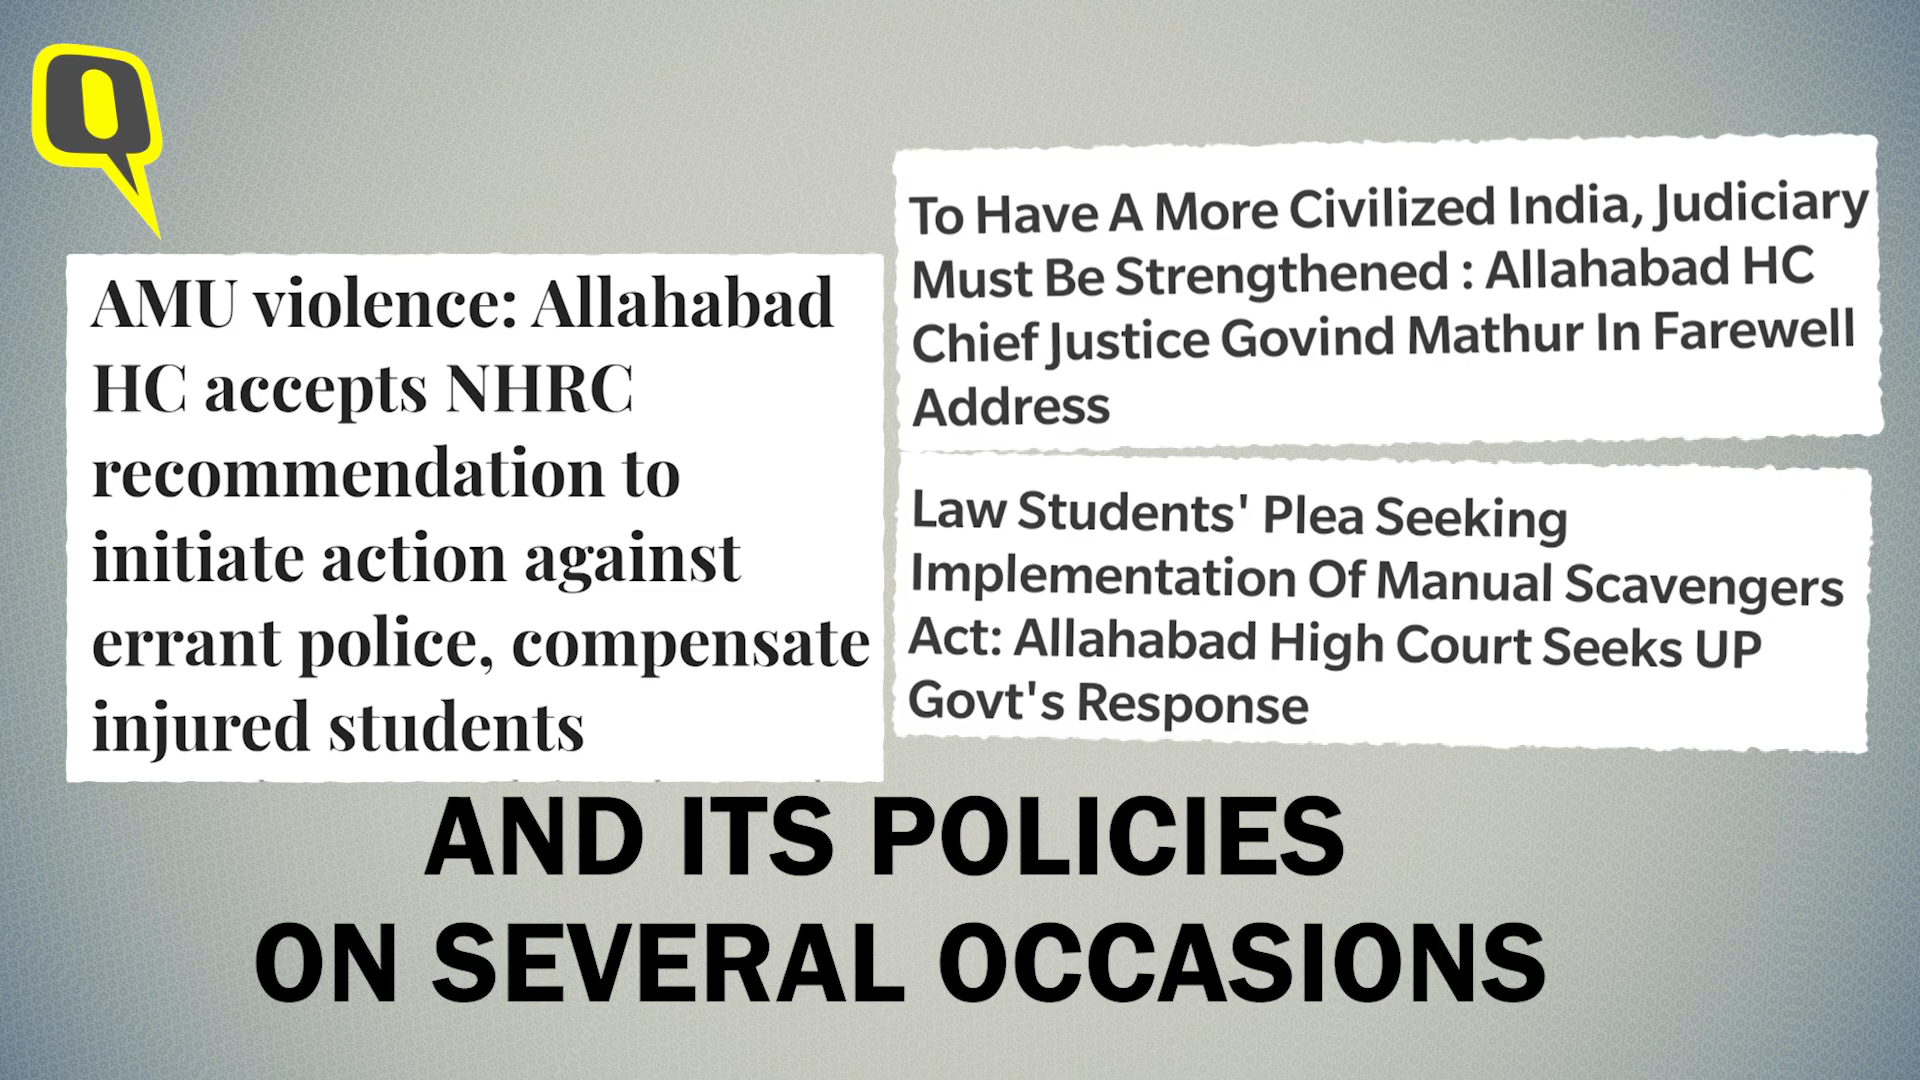 Q
AMU violence: Allahabad
HC accepts NHRC
recommendation to
initiate action against
errant police, compensate
injured students
To Have A More Civilized India, Judiciary
Must Be Strengthened : Allahabad HC
Chief Justice Govind Mathur In Farewell
Address
Law Students' Plea Seeking
Implementation Of Manual Scavengers
Act: Allahabad High Court Seeks UP
Govt's Response
AND ITS POLICIES
ON SEVERAL OCCASIONS